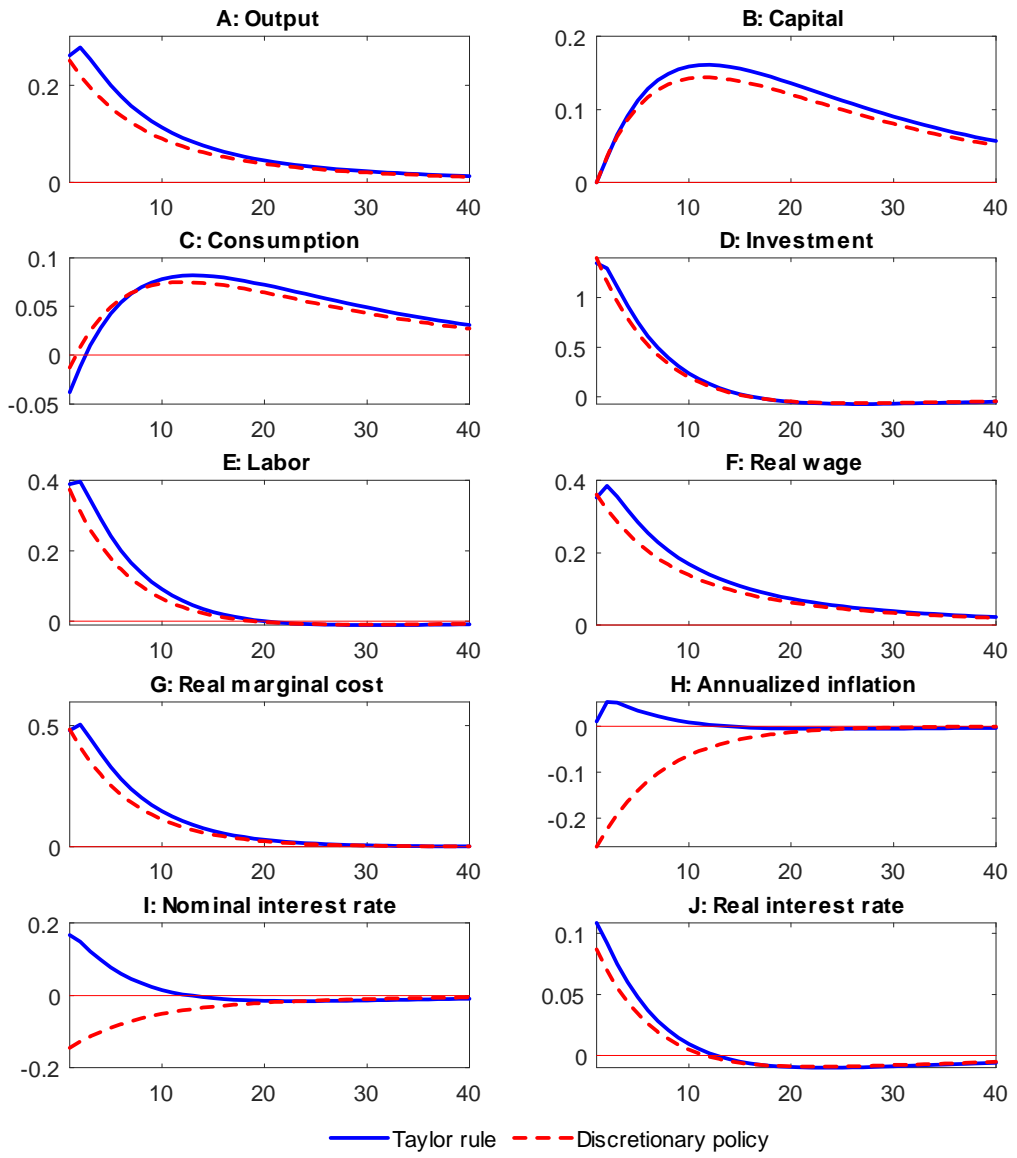 A: Output
0.2
0
10 20 30 40
B: Capital
0.2
0.1
0
10 20 30 40
C: Consumption
0.1
0.05
0
-0.05
10 20 30 40
D: Investment
1
0.5
0
10 20 30 40
E: Labor
0.4
0.2
0
10 20 30 40
F: Real wage
0.4
0.2
0
10 20 30 40
G: Real marginal cost
0.5
0
10 20 30 40
H: Annualized inflation
0
-0.1
-0.2
10 20 30 40
I: Nominal interest rate
0.2
0
-0.2
10 20 30 40
J: Real interest rate
0.1
0.05
0
10 20 30 40
Taylor rule Discretionary policy